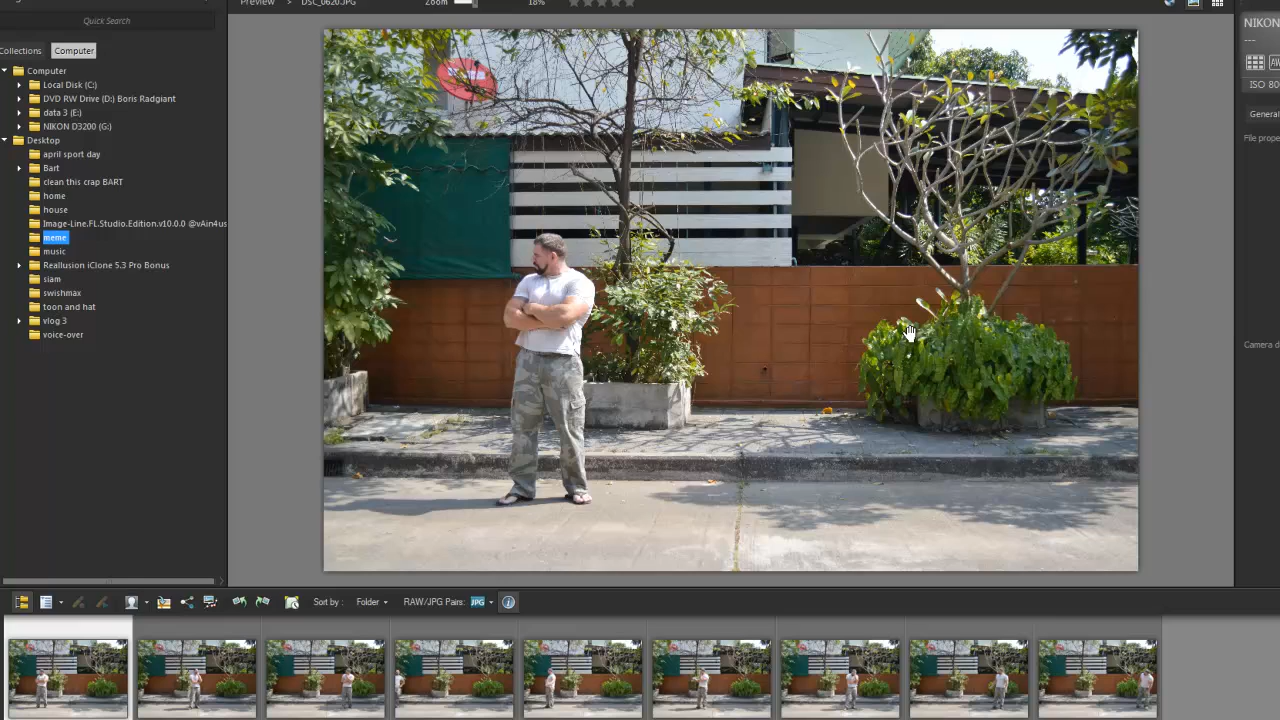 Preview > DSC_0620.JPG Zoom 18%
Quick Search
NIKON
---
Collections Computer
Computer
Local Disk (C:)
DVD RW Drive (D:) Boris Radgiant
data 3 (E:)
NIKON D3200 (G:)
Desktop
april sport day
Bart
clean this crap BART
home
house
Image-Line.FL.Studio.Edition.v10.0.0 @vAin4us
meme
music
Reallusion iClone 5.3 Pro Bonus
siam
swishmax
toon and hat
vlog 3
voice-over
AW
ISO 80
General
File prope
Camera d
Sort by : Folder RAW/JPG Pairs: JPG